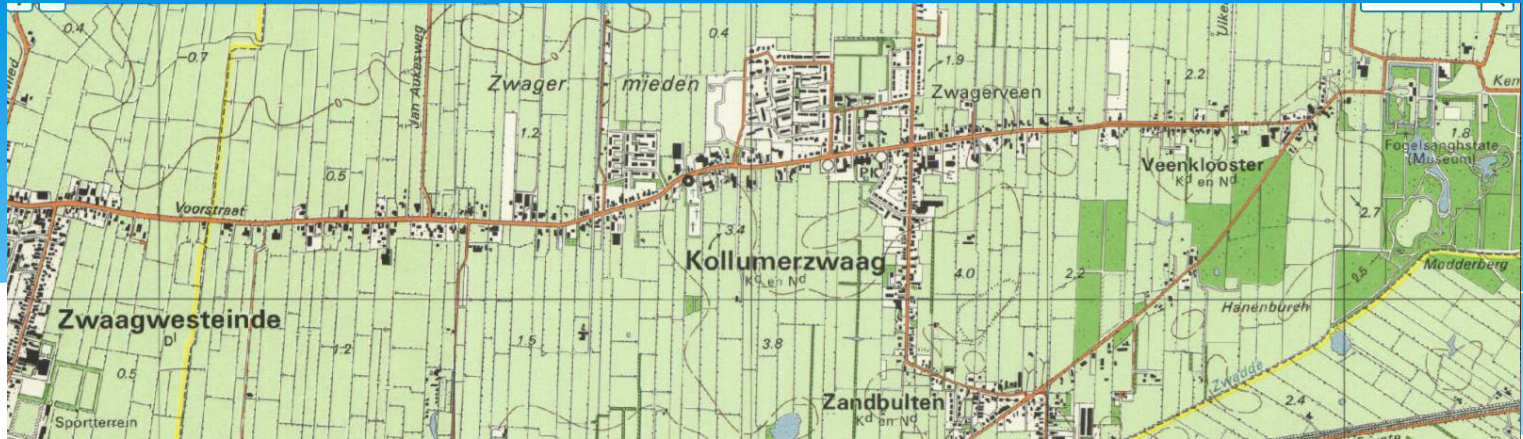 0.4
0.7
Jan Aukesweg
Zwager mieden
0.4
1.9
Zwagerveen
2.2
1.2
0.5
Voorstraat
PK
Veenklooster
Kd en Nd
1.8
Fogelsanghstate
(Museum)
2.7
3.4
Kollumerzwaag
Kd en Nd
4.0
2.2
2.5
Modderberg
Hanenburch
Zwaagwesteinde
Dl
1.2
1.5
3.8
0.5
Zwadde
Zandbulten
Kd en Nd
2.4
Sportterrein